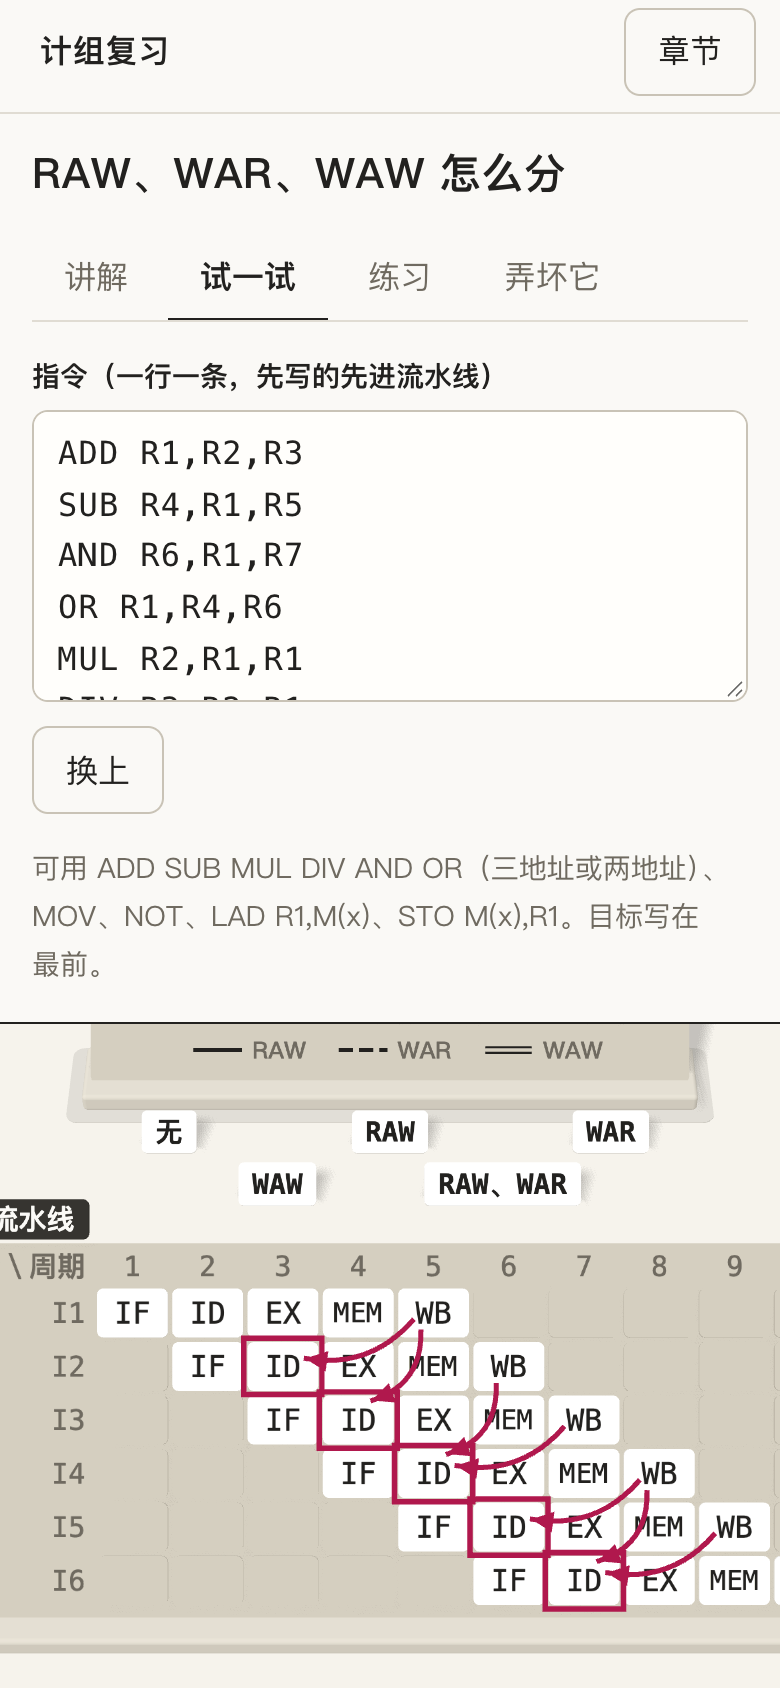 计组复习
章节
RAW、WAR、WAW 怎么分
讲解 试一试 练习 弄坏它
指令（一行一条，先写的先进流水线）
ADD R1,R2,R3
SUB R4,R1,R5
AND R6,R1,R7
OR R1,R4,R6
MUL R2,R1,R1
换上
可用 ADD SUB MUL DIV AND OR（三地址或两地址）、
MOV、NOT、LAD R1,M(x)、STO M(x),R1。目标写在
最前。
RAW WAR WAW
无 RAW WAR
WAW RAW、WAR
流水线
\ 周期 1 2 3 4 5 6 7 8 9
I1 IF ID EX MEM WB
I2 IF ID EX MEM WB
I3 IF ID EX MEM WB
I4 IF ID EX MEM WB
I5 IF ID EX MEM WB
I6 IF ID EX MEM